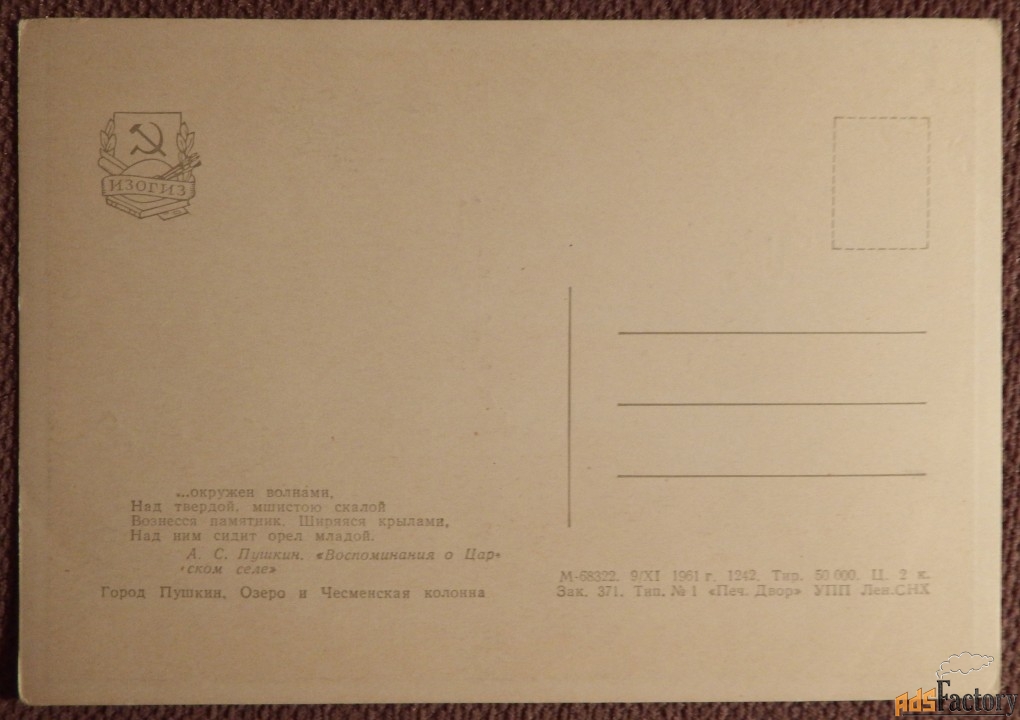 ИЗОГИЗ
...окружен волнами,
Над твердой, мшистою скалой
Вознесся памятник. Ширяяся крылами,
Над ним сидит орел младой.
А. С. Пушкин. «Воспоминания о Цар-
ском селе»
Город Пушкин, Озеро и Чесменская колонна
М-68322. 9/XI 1961 г. 1242. Тир. 50 000. Ц. 2 к.
Зак. 371. Тип. № 1 «Печ. Двор» УПП Лен.СНХ
AdsFactory